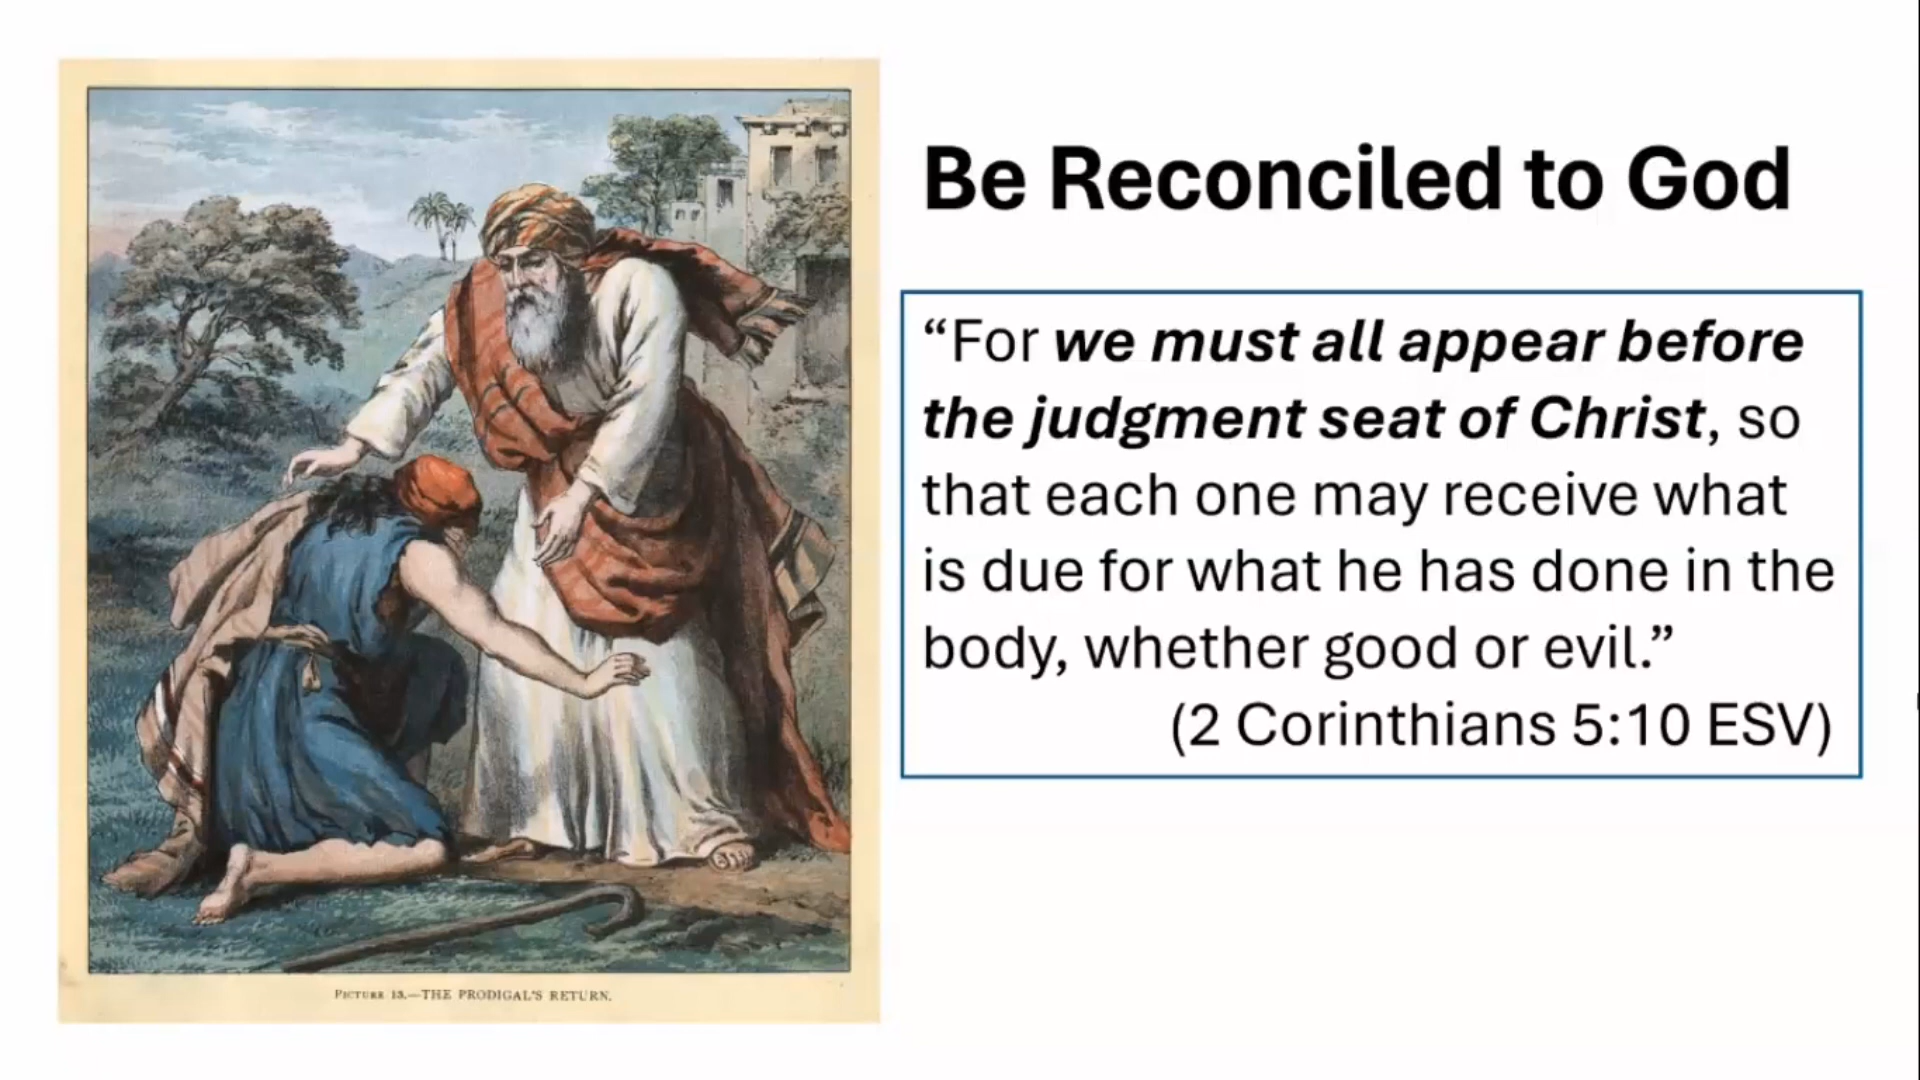 Be Reconciled to God
“For we must all appear before
the judgment seat of Christ, so
that each one may receive what
is due for what he has done in the
body, whether good or evil.”
(2 Corinthians 5:10 ESV)
Picture 13.—THE PRODIGAL'S RETURN.